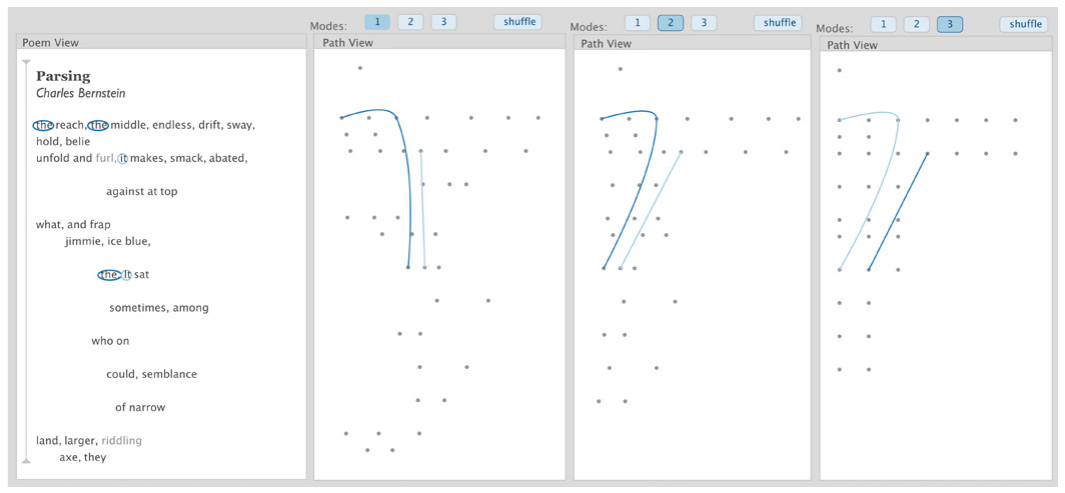 Modes: 1 2 3 shuffle
Modes: 1 2 3 shuffle
Modes: 1 2 3 shuffle
Poem View
Path View
Path View
Path View
Parsing
Charles Bernstein
the reach, the middle, endless, drift, sway,
hold, belie
unfold and furl, it makes, smack, abated,
against at top
what, and frap
jimmie, ice blue,
the. It sat
sometimes, among
who on
could, semblance
of narrow
land, larger, riddling
axe, they